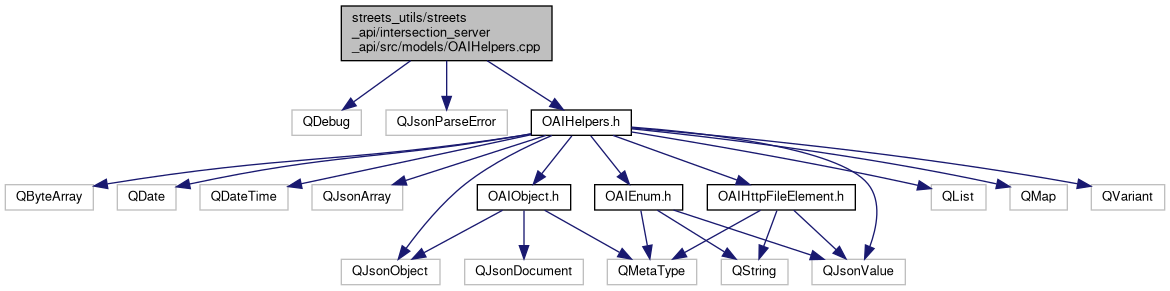 streets_utils/streets
_api/intersection_server
_api/src/models/OAIHelpers.cpp
QDebug
QJsonParseError
OAIHelpers.h
QByteArray
QDate
QDateTime
QJsonArray
OAIObject.h
OAIEnum.h
OAIHttpFileElement.h
QList
QMap
QVariant
QJsonObject
QJsonDocument
QMetaType
QString
QJsonValue